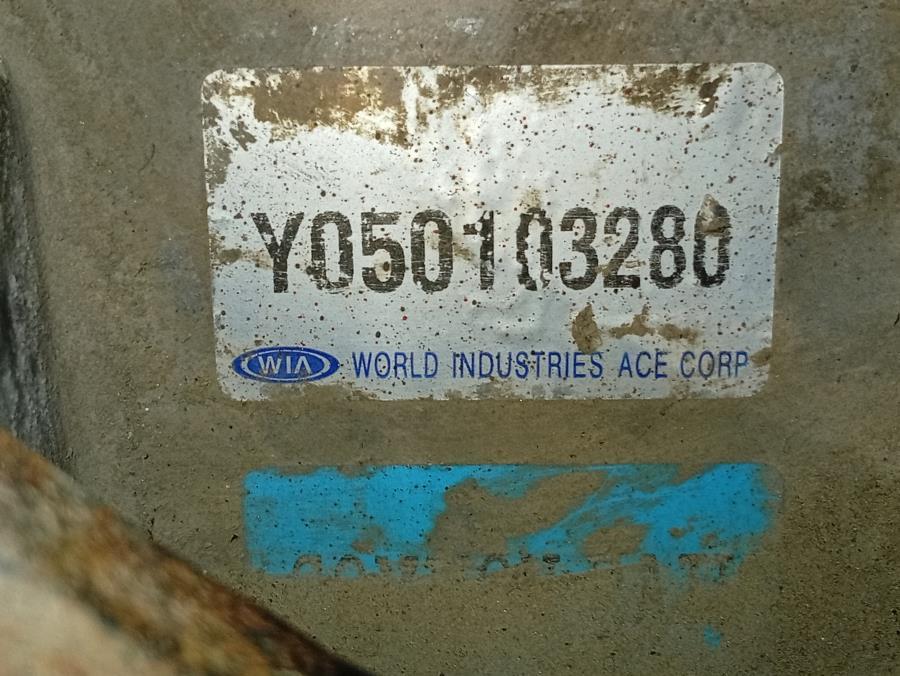 Y050103280
WIA WORLD INDUSTRIES ACE CORP